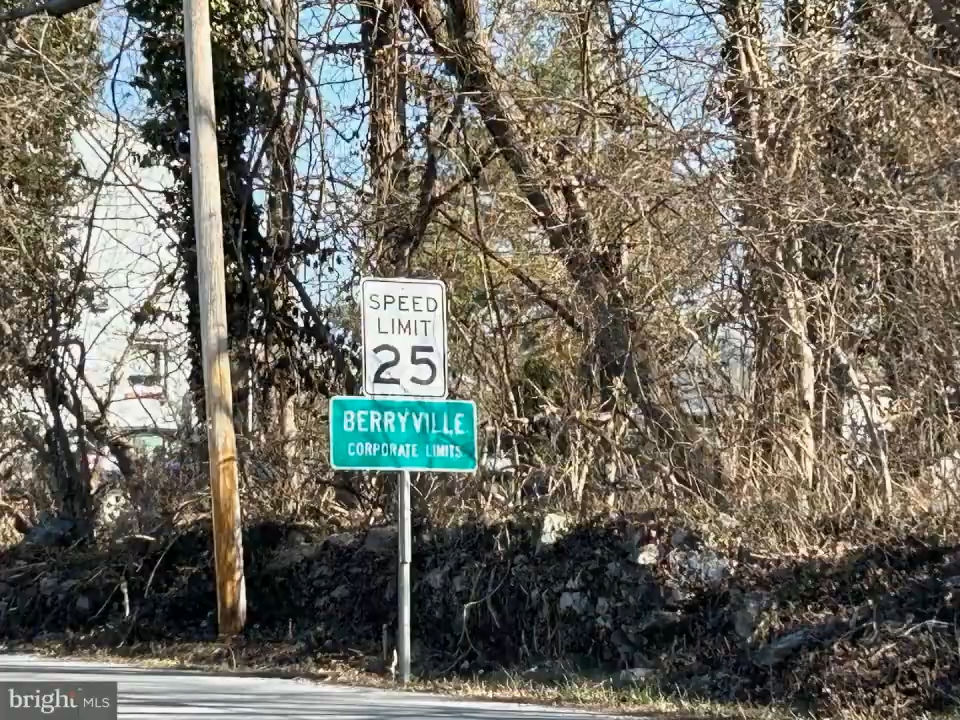 SPEED
LIMIT
25
BERRYVILLE
CORPORATE LIMITS
bright MLS